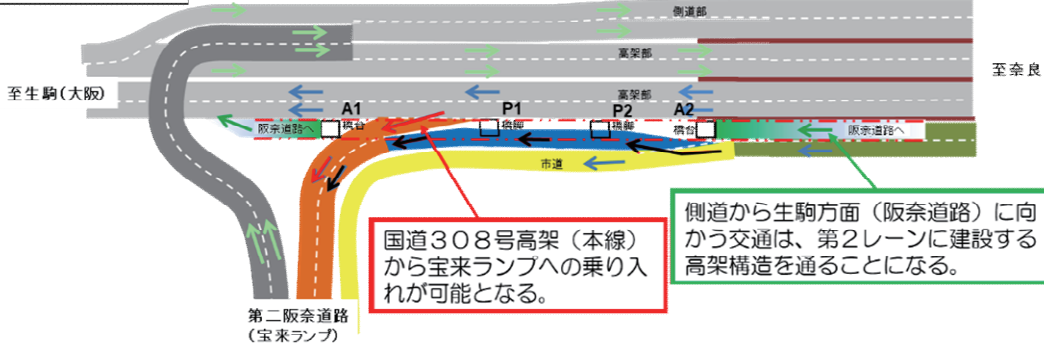 側道部
高架部
至奈良
高架部
至生駒(大阪)
A1
P1
P2
A2
阪奈道路へ
橋台
橋脚
橋脚
橋台
阪奈道路へ
市道
国道308号高架(本線)
から宝来ランプへの乗り入
れが可能となる。
側道から生駒方面(阪奈道路)に向
かう交通は、第2レーンに建設する
高架構造を通ることになる。
第二阪奈道路
(宝来ランプ)